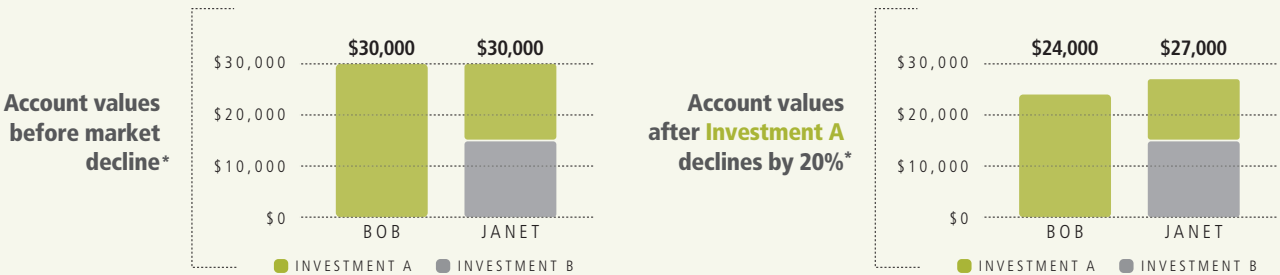 Account values
before market
decline*
$30,000 $30,000
$30,000
$20,000
$10,000
$0
BOB JANET
INVESTMENT A INVESTMENT B
Account values
after Investment A
declines by 20%*
$24,000 $27,000
$30,000
$20,000
$10,000
$0
BOB JANET
INVESTMENT A INVESTMENT B